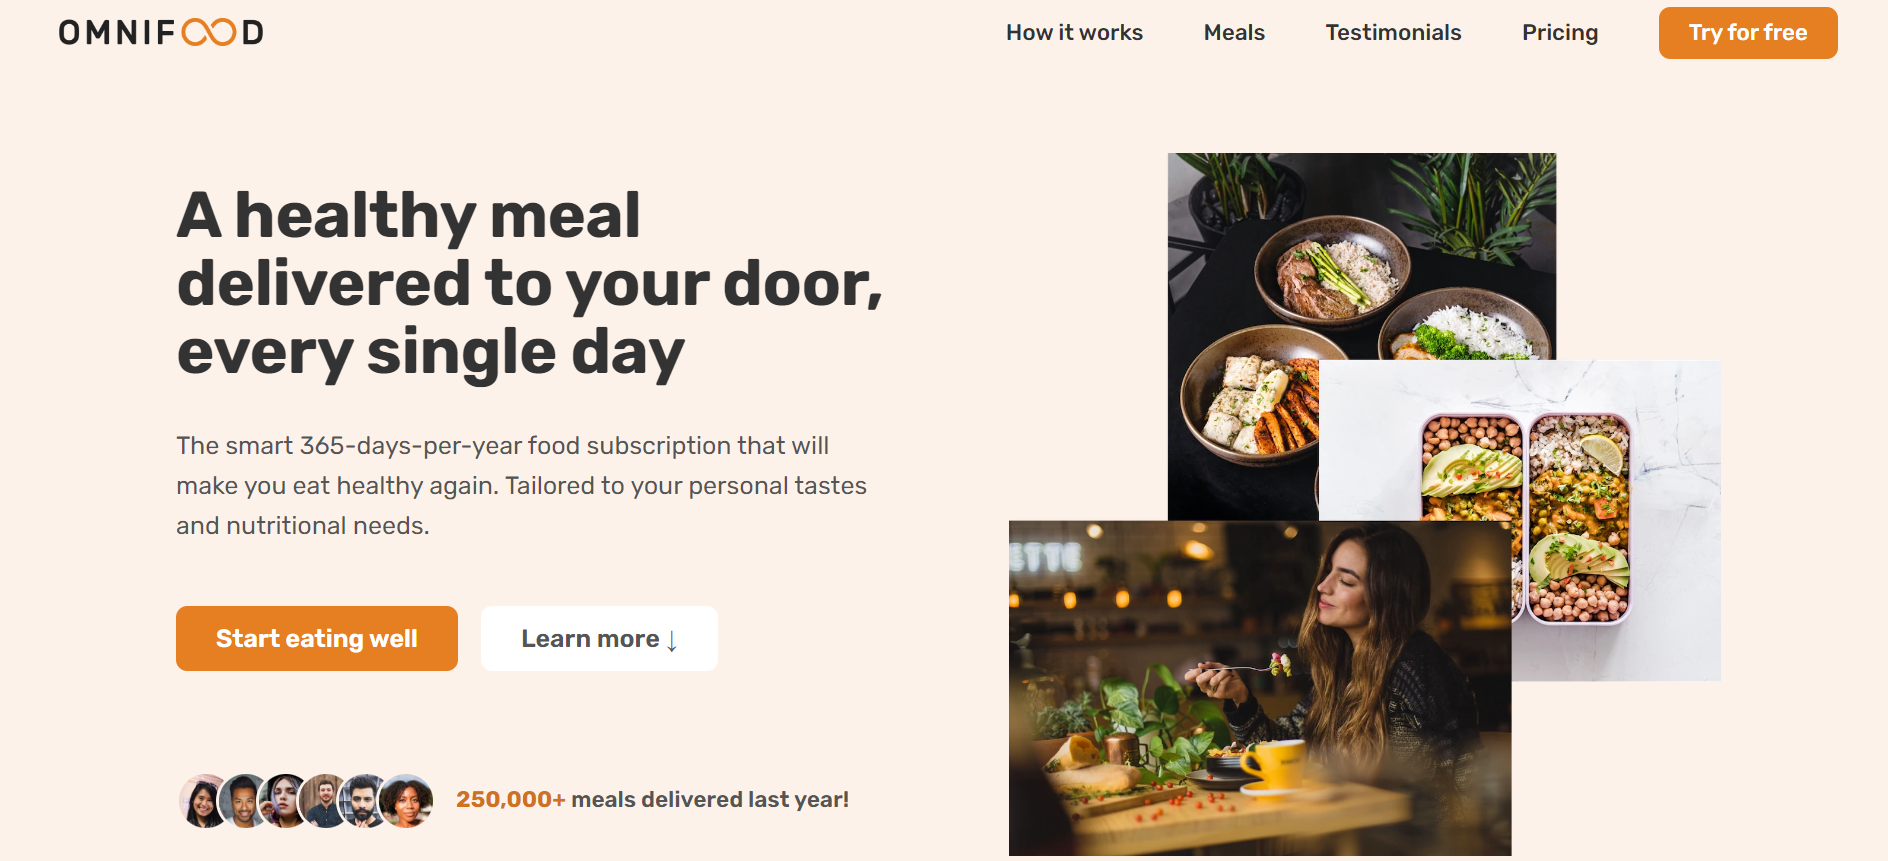 OMNIFOOD
How it works
Meals
Testimonials
Pricing
Try for free
A healthy meal
delivered to your door,
every single day
The smart 365-days-per-year food subscription that will
make you eat healthy again. Tailored to your personal tastes
and nutritional needs.
Start eating well
Learn more ↓
250,000+ meals delivered last year!
ETTE